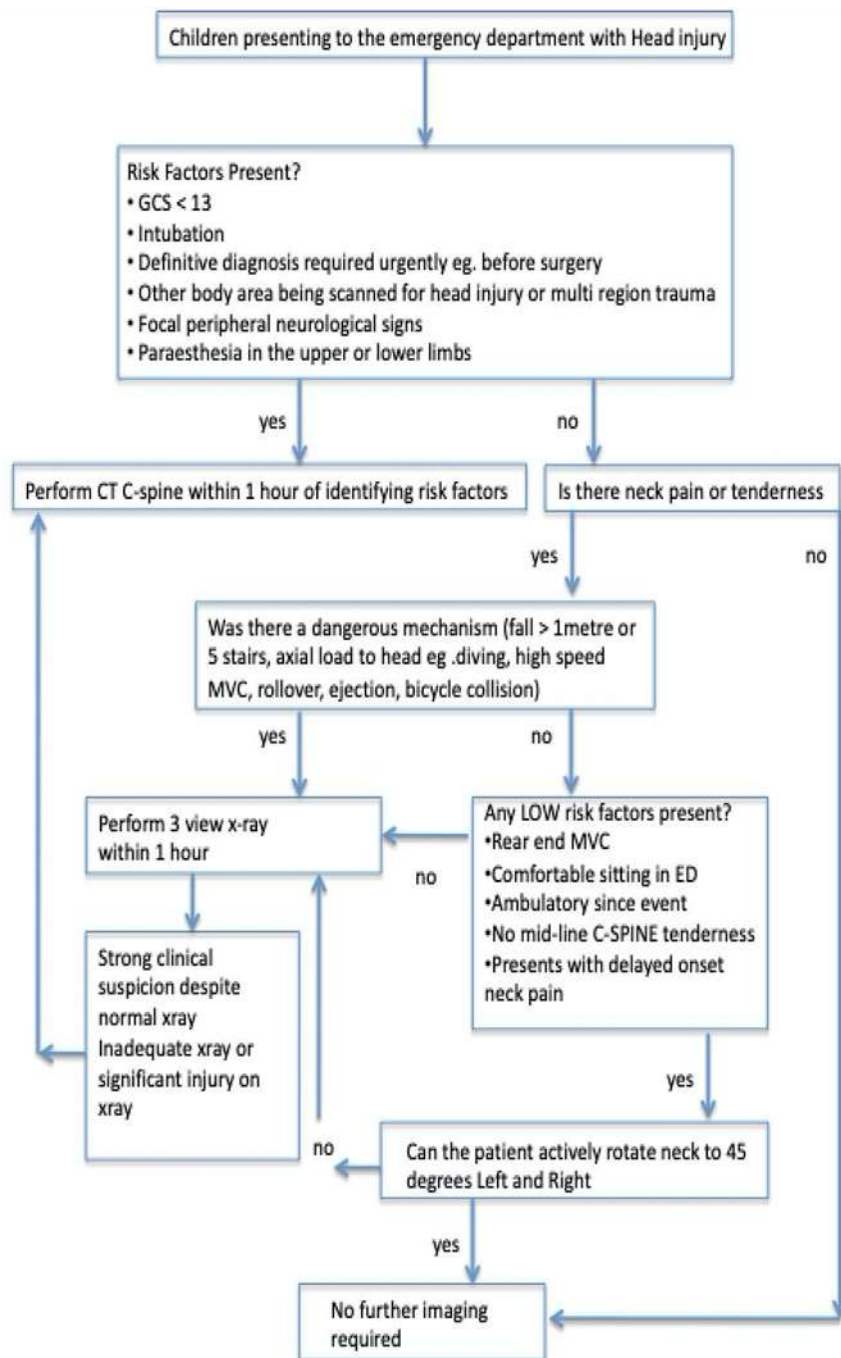 Children presenting to the emergency department with Head injury
Risk Factors Present?
• GCS < 13
• Intubation
• Definitive diagnosis required urgently eg. before surgery
• Other body area being scanned for head injury or multi region trauma
• Focal peripheral neurological signs
• Paraesthesia in the upper or lower limbs
yes
no
Perform CT C-spine within 1 hour of identifying risk factors
Is there neck pain or tenderness
yes
no
Was there a dangerous mechanism (fall > 1metre or
5 stairs, axial load to head eg .diving, high speed
MVC, rollover, ejection, bicycle collision)
yes
no
Perform 3 view x-ray
within 1 hour
Any LOW risk factors present?
•Rear end MVC
•Comfortable sitting in ED
•Ambulatory since event
•No mid-line C-SPINE tenderness
•Presents with delayed onset
neck pain
no
Strong clinical
suspicion despite
normal xray
Inadequate xray or
significant injury on
xray
yes
no
Can the patient actively rotate neck to 45
degrees Left and Right
yes
No further imaging
required